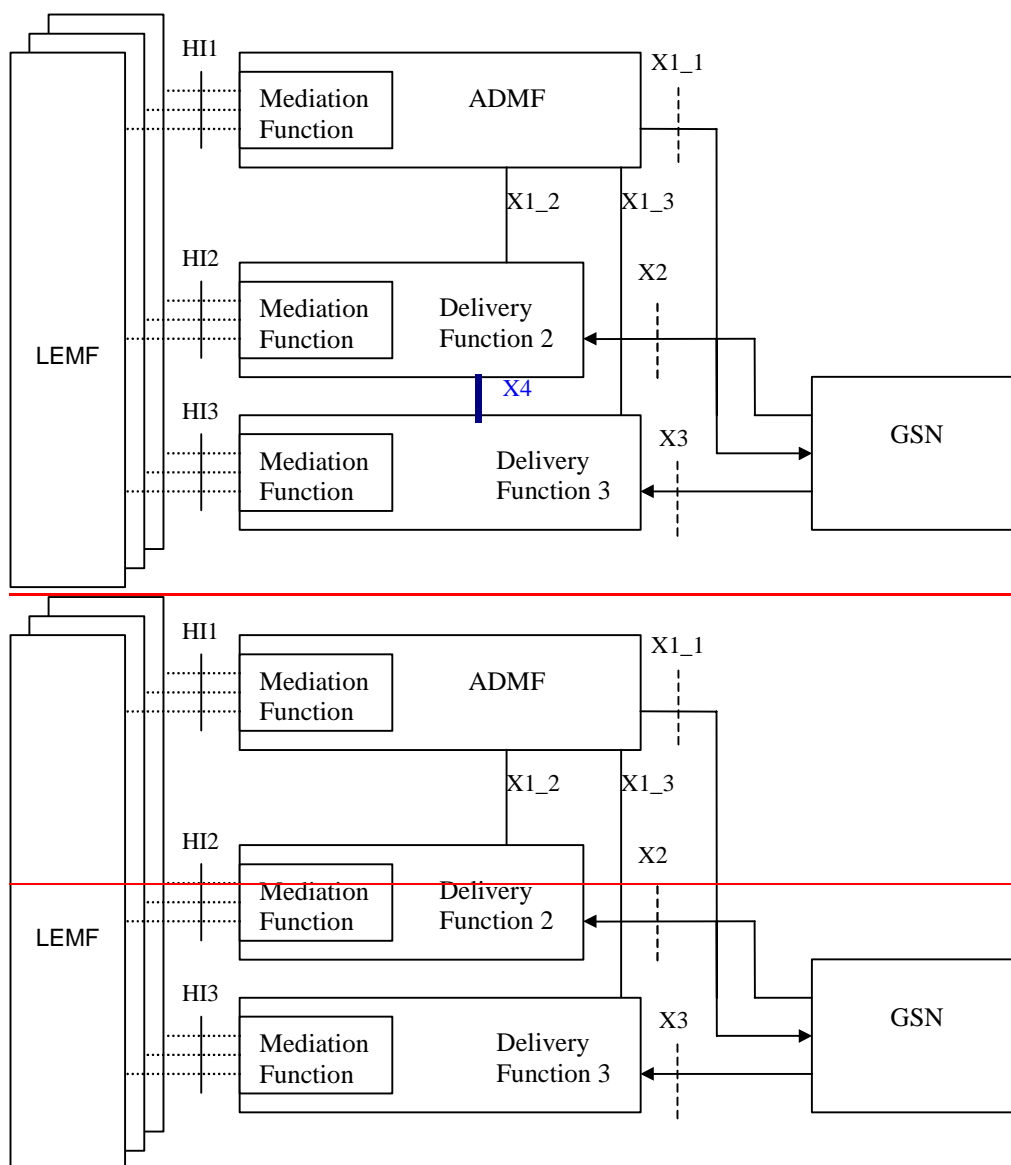 HI1
X1_1
Mediation
Function
ADMF
X1_2
X1_3
HI2
X2
Mediation
Function
Delivery
Function 2
LEMF
X4
HI3
X3
GSN
Mediation
Function
Delivery
Function 3
HI1
X1_1
Mediation
Function
ADMF
X1_2
X1_3
HI2
X2
Mediation
Function
Delivery
Function 2
LEMF
HI3
X3
GSN
Mediation
Function
Delivery
Function 3